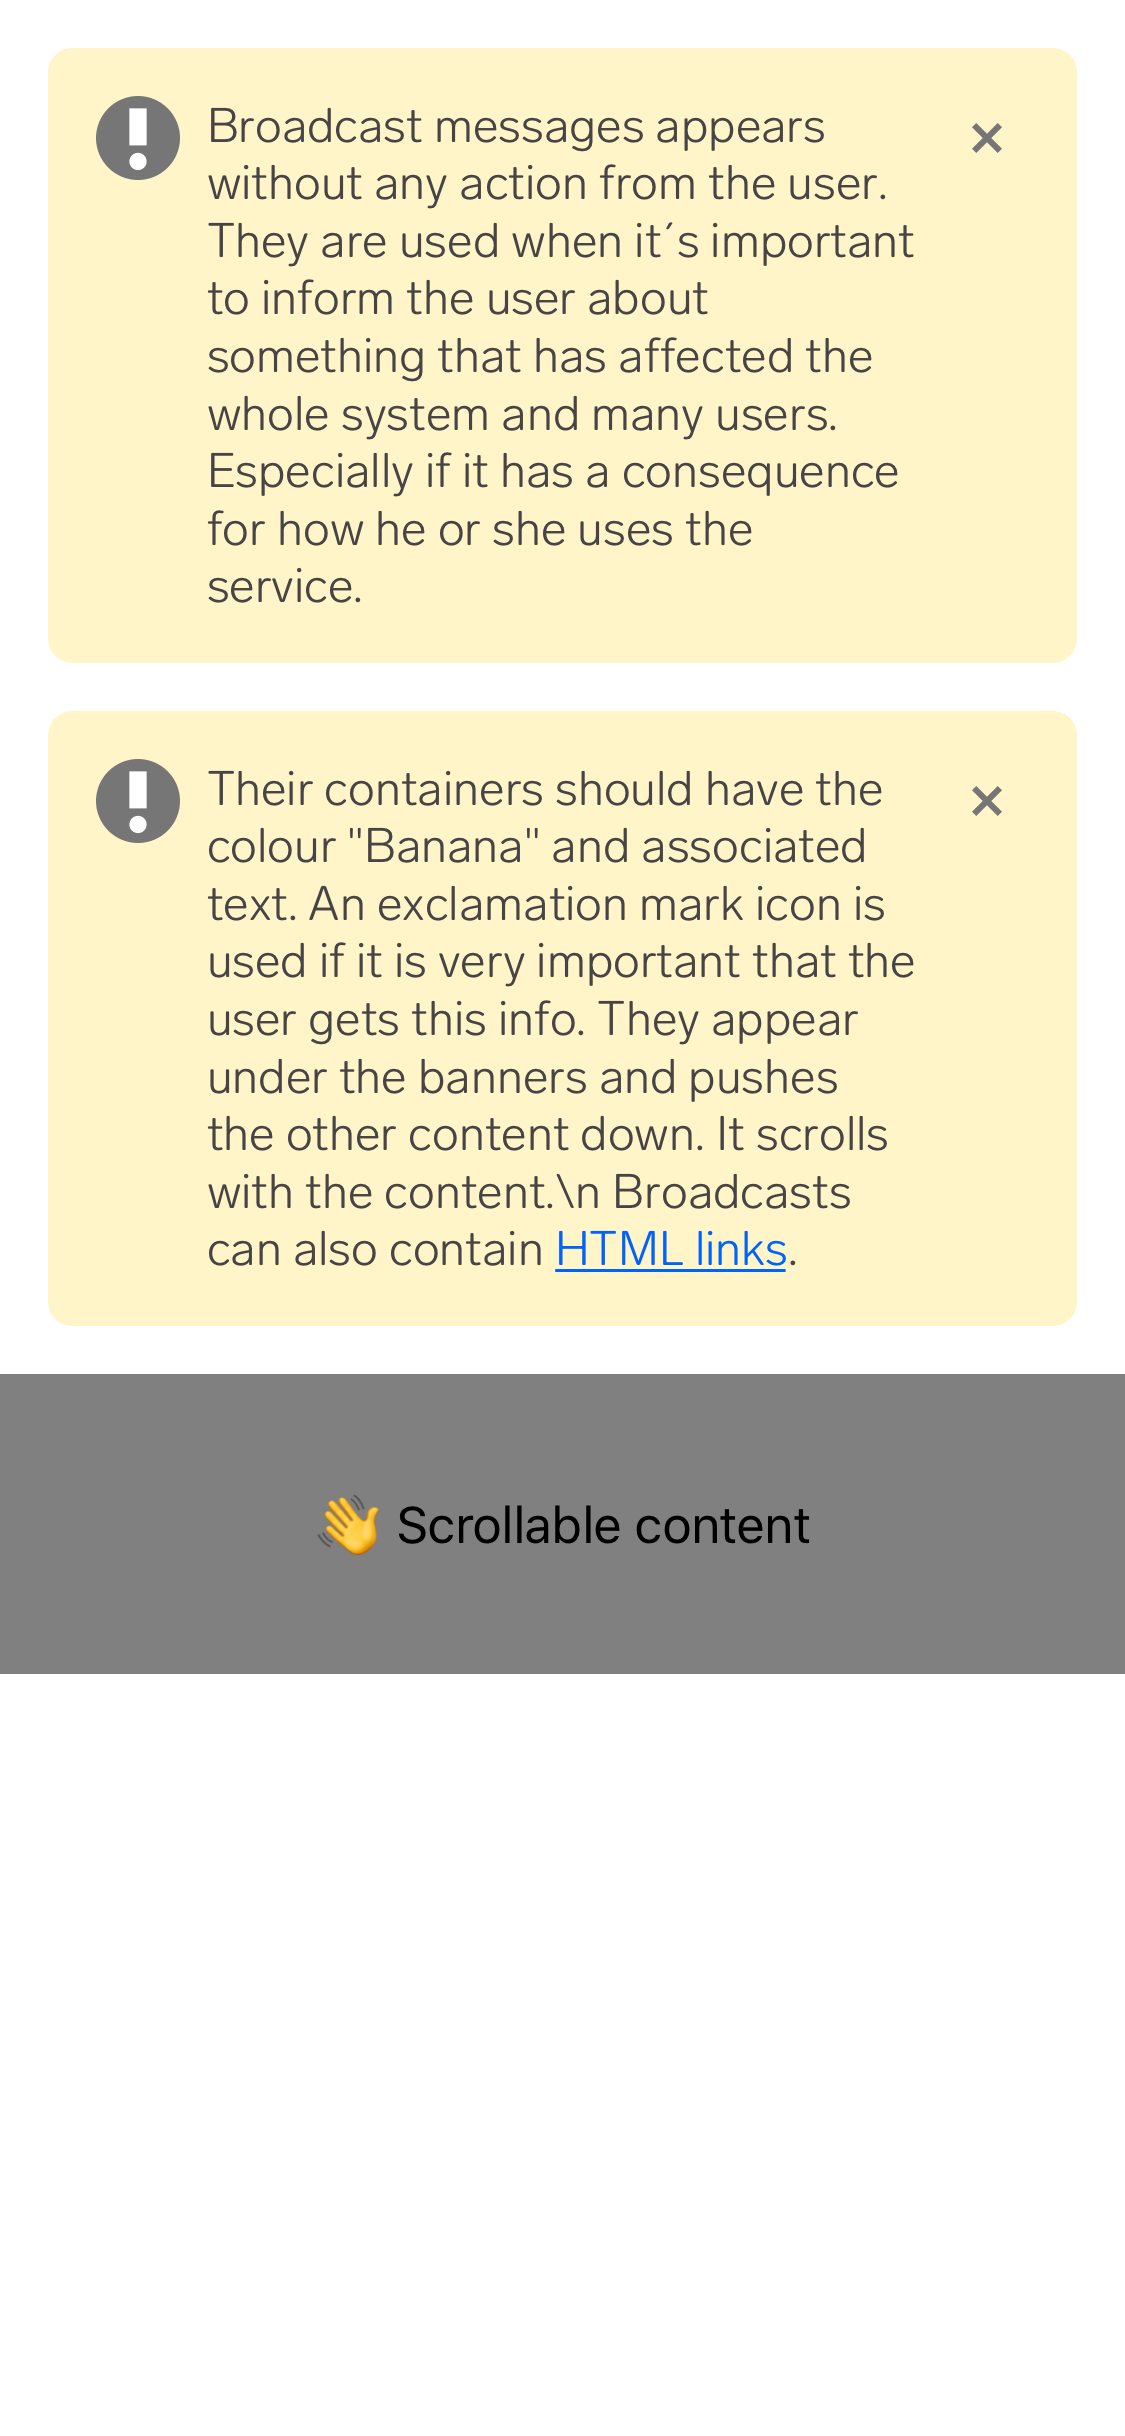 Broadcast messages appears
without any action from the user.
They are used when it´s important
to inform the user about
something that has affected the
whole system and many users.
Especially if it has a consequence
for how he or she uses the
service.
Their containers should have the
colour "Banana" and associated
text. An exclamation mark icon is
used if it is very important that the
user gets this info. They appear
under the banners and pushes
the other content down. It scrolls
with the content.\n Broadcasts
can also contain HTML links.
👋 Scrollable content